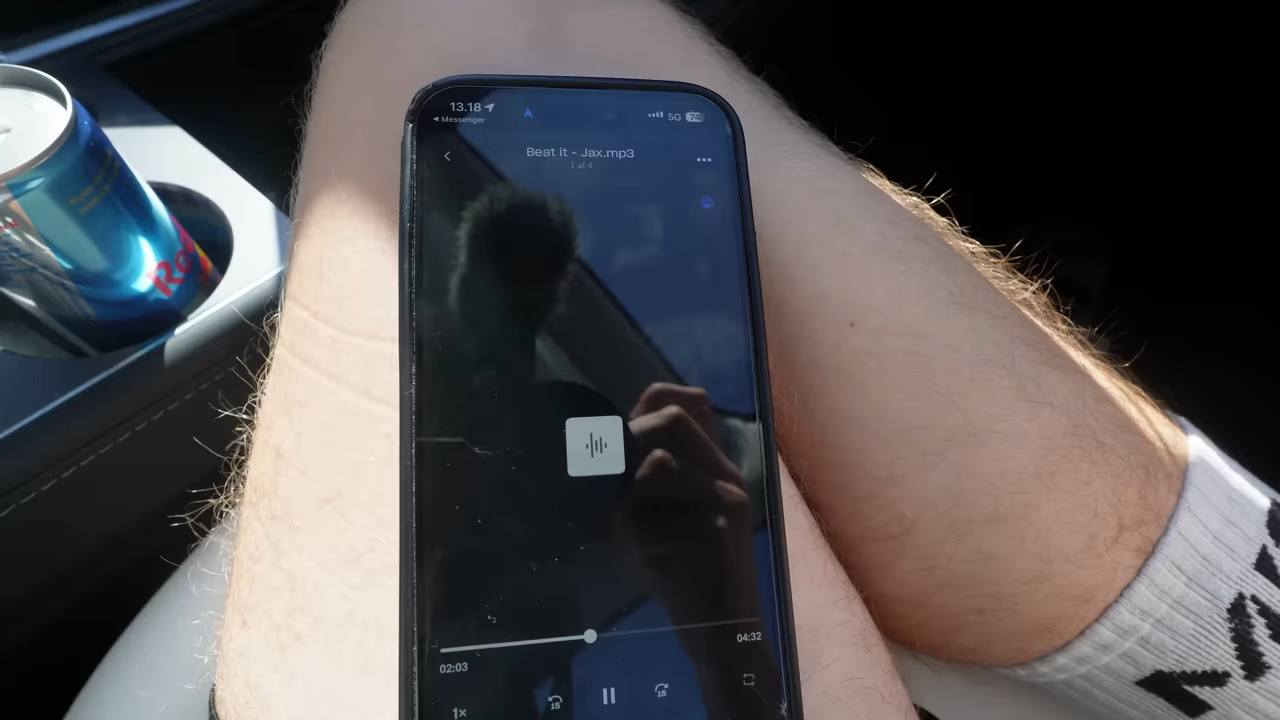 13.18
5G 74
◀ Messenger
Beat it - Jax.mp3
1 af 4
Re
02:03
04:32
1×
15
15